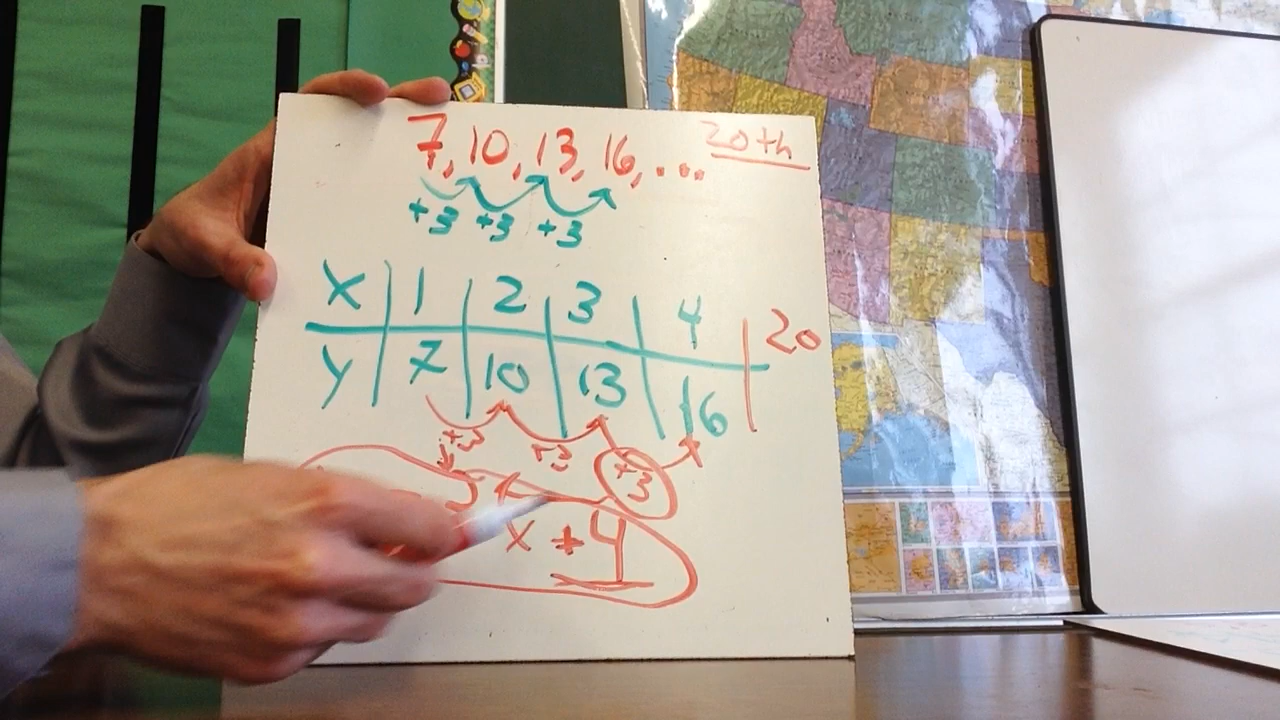 7, 10, 13, 16, ... 20th
+3 +3 +3
x 1 2 3 4 20
y 7 10 13 16
+3 +3 +3
x + 4